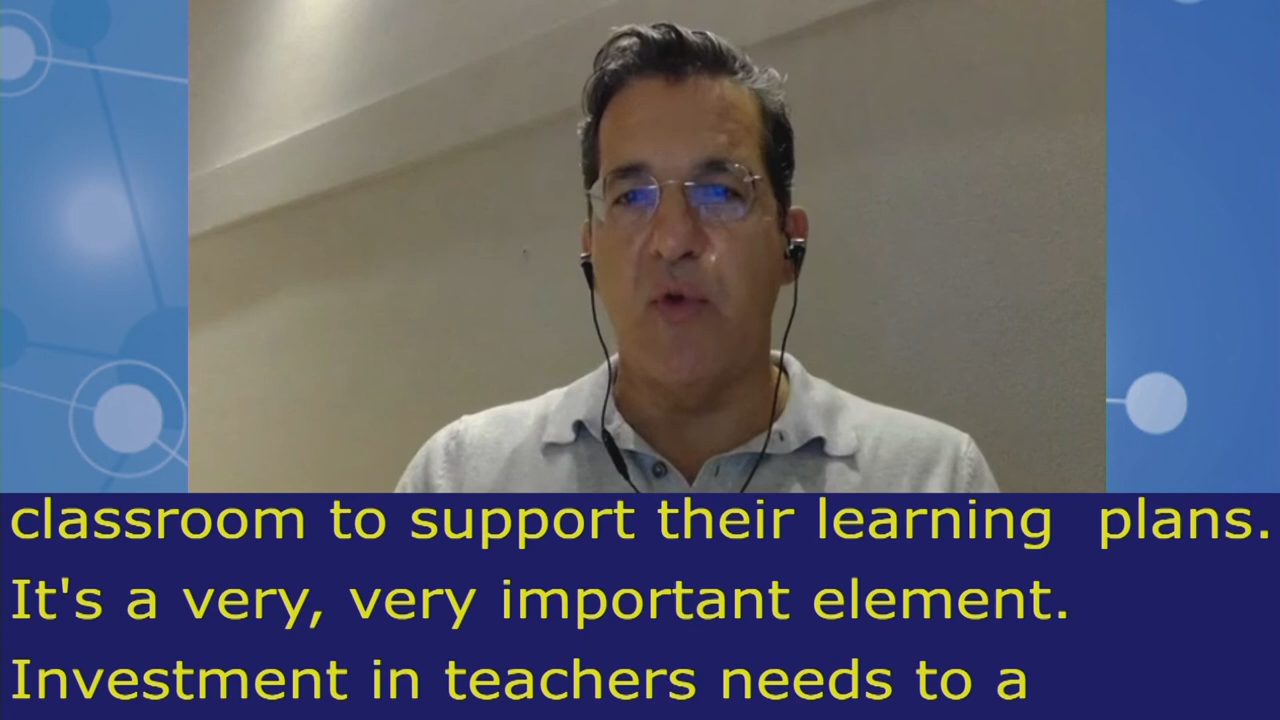 classroom to support their learning  plans.
It's a very, very important element.
Investment in teachers needs to a